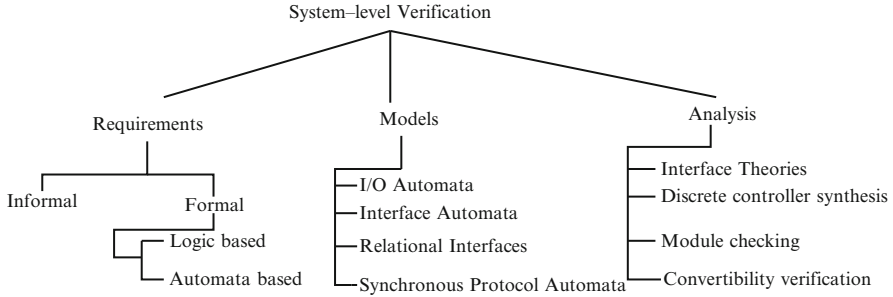 System–level Verification
Requirements
Models
Analysis
Informal
Formal
Logic based
Automata based
I/O Automata
Interface Automata
Relational Interfaces
Synchronous Protocol Automata
Interface Theories
Discrete controller synthesis
Module checking
Convertibility verification